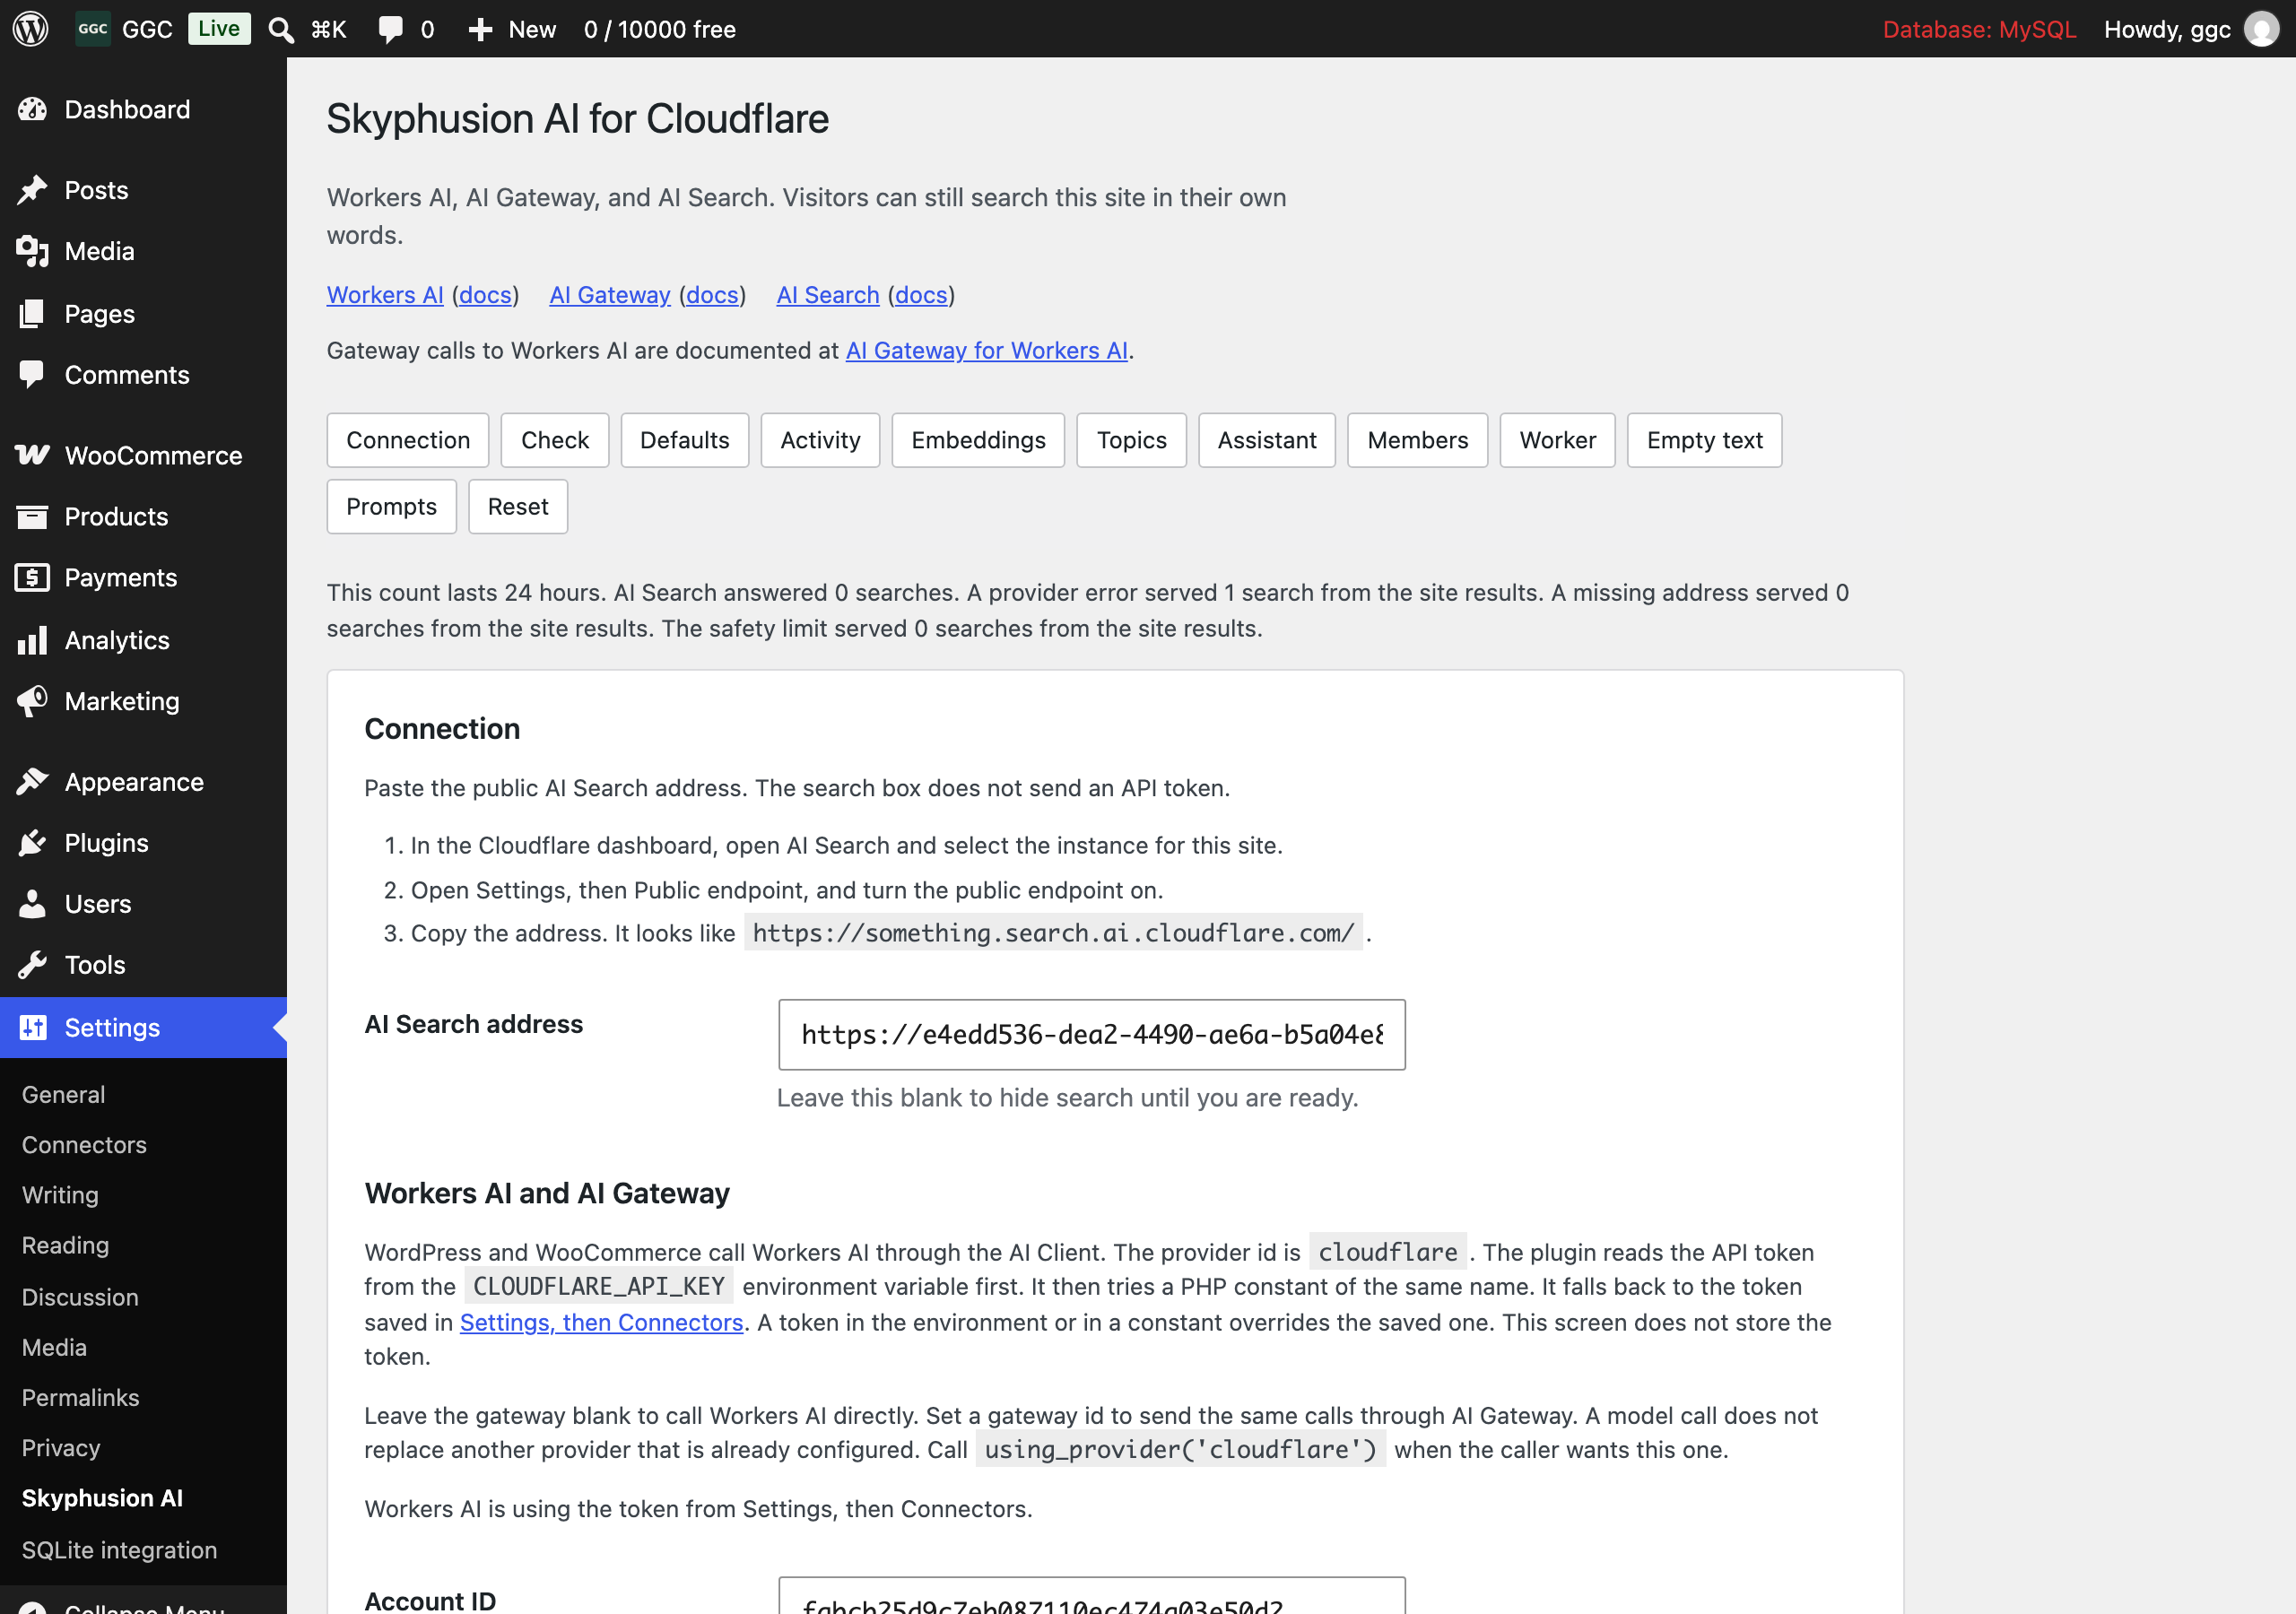 GGC GGC Live ⌘K 0 New 0 / 10000 free Database: MySQL Howdy, ggc
Dashboard
Posts
Media
Pages
Comments
WooCommerce
Products
Payments
Analytics
Marketing
Appearance
Plugins
Users
Tools
Settings
General
Connectors
Writing
Reading
Discussion
Media
Permalinks
Privacy
Skyphusion AI
SQLite integration
Collapse Menu
Skyphusion AI for Cloudflare
Workers AI, AI Gateway, and AI Search. Visitors can still search this site in their own
words.
Workers AI (docs) AI Gateway (docs) AI Search (docs)
Gateway calls to Workers AI are documented at AI Gateway for Workers AI.
Connection Check Defaults Activity Embeddings Topics Assistant Members Worker Empty text
Prompts Reset
This count lasts 24 hours. AI Search answered 0 searches. A provider error served 1 search from the site results. A missing address served 0
searches from the site results. The safety limit served 0 searches from the site results.
Connection
Paste the public AI Search address. The search box does not send an API token.
1. In the Cloudflare dashboard, open AI Search and select the instance for this site.
2. Open Settings, then Public endpoint, and turn the public endpoint on.
3. Copy the address. It looks like https://something.search.ai.cloudflare.com/ .
AI Search address https://e4edd536-dea2-4490-ae6a-b5a04e8
Leave this blank to hide search until you are ready.
Workers AI and AI Gateway
WordPress and WooCommerce call Workers AI through the AI Client. The provider id is cloudflare . The plugin reads the API token
from the CLOUDFLARE_API_KEY environment variable first. It then tries a PHP constant of the same name. It falls back to the token
saved in Settings, then Connectors. A token in the environment or in a constant overrides the saved one. This screen does not store the
token.
Leave the gateway blank to call Workers AI directly. Set a gateway id to send the same calls through AI Gateway. A model call does not
replace another provider that is already configured. Call using_provider('cloudflare') when the caller wants this one.
Workers AI is using the token from Settings, then Connectors.
Account ID